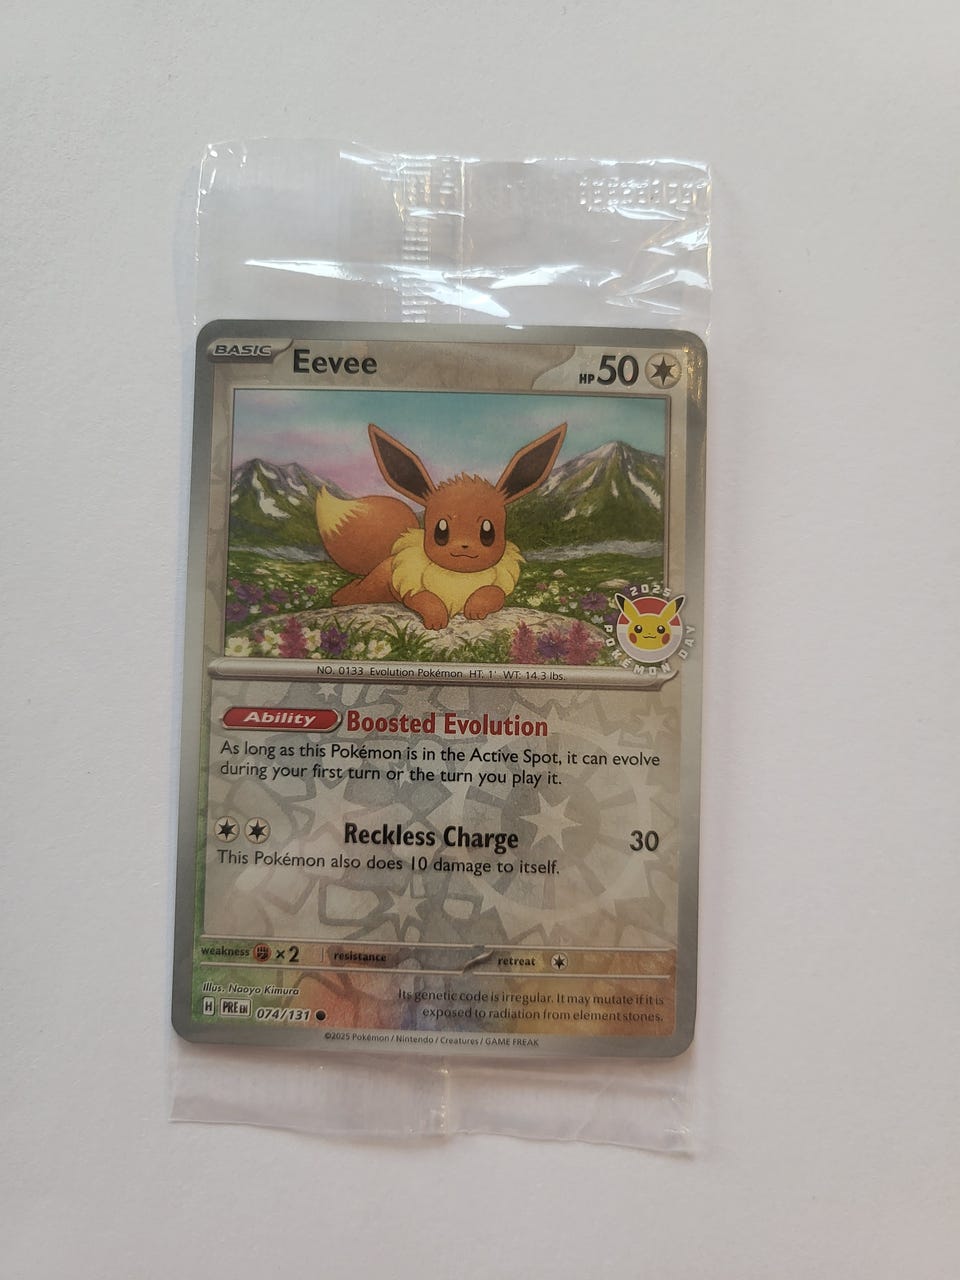 BASIC
Eevee
HP 50
2025
POKÉMON DAY
NO. 0133 Evolution Pokémon HT: 1' WT: 14.3 lbs.
Ability Boosted Evolution
As long as this Pokémon is in the Active Spot, it can evolve
during your first turn or the turn you play it.
Reckless Charge 30
This Pokémon also does 10 damage to itself.
weakness ×2 resistance retreat
Illus. Naoyo Kimura
H PRE EN 074/131
Its genetic code is irregular. It may mutate if it is
exposed to radiation from element stones.
©2025 Pokémon / Nintendo / Creatures / GAME FREAK